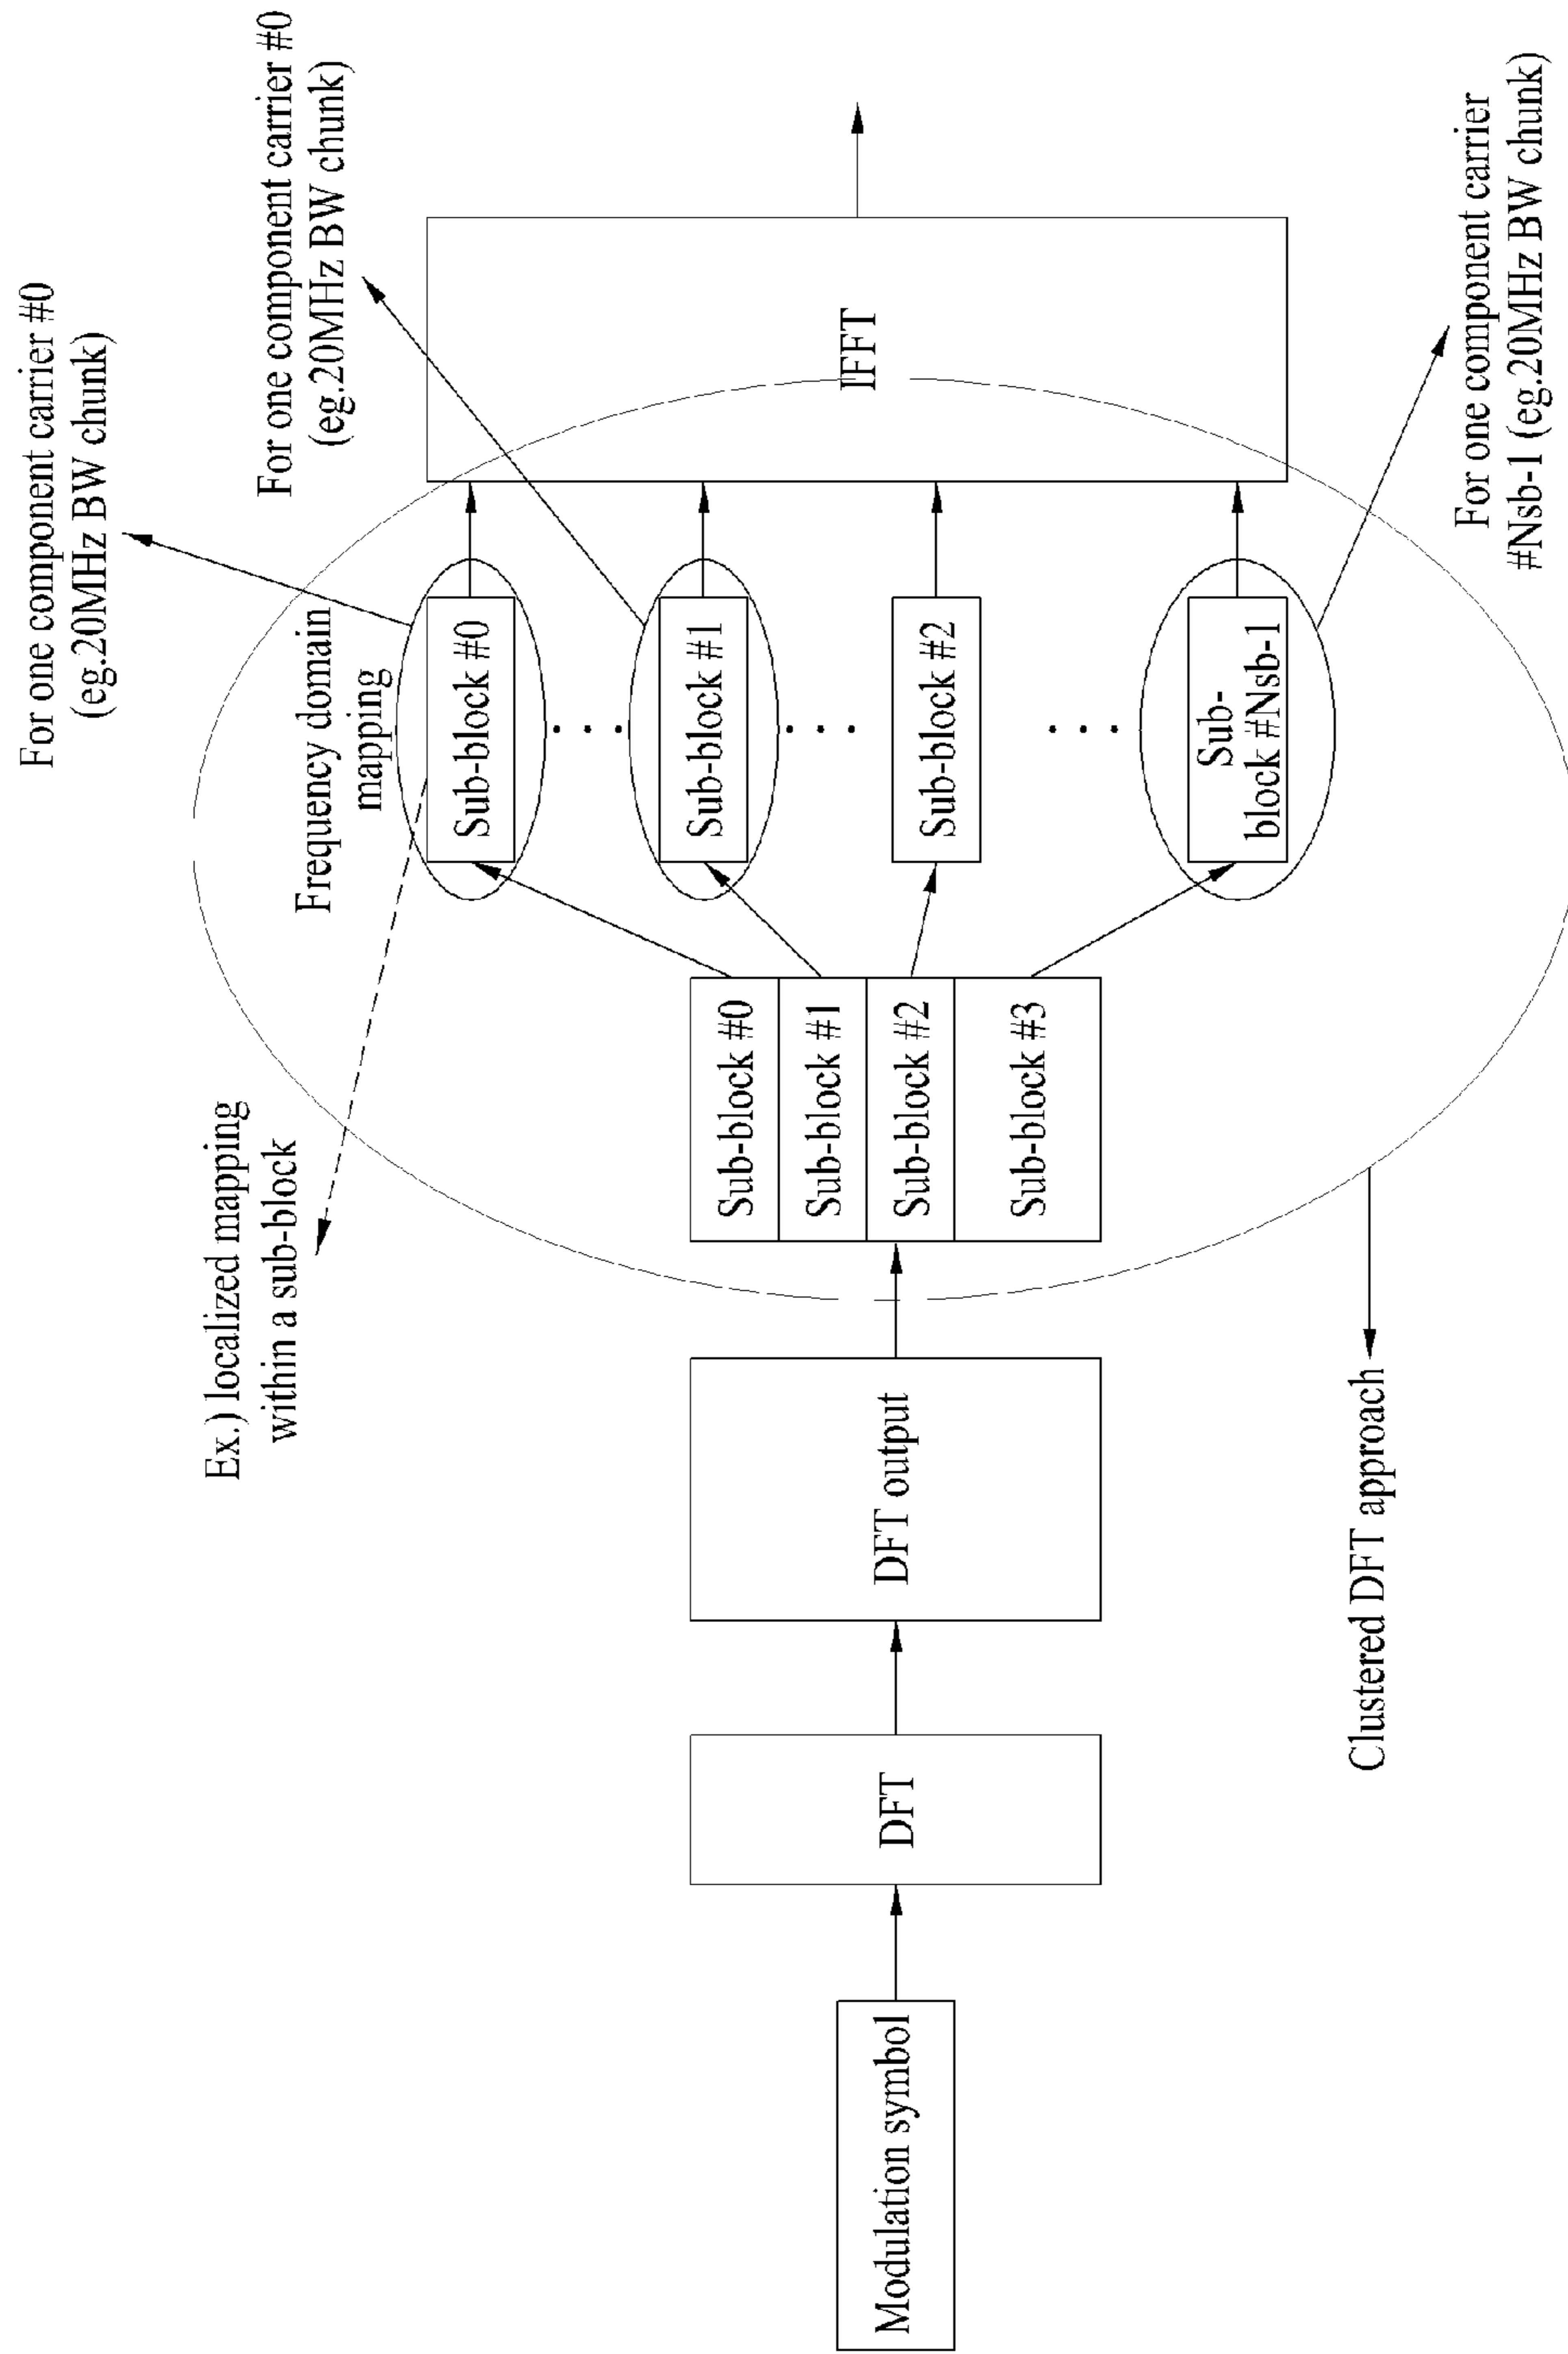 For one component carrier #0
(eg.20MHz BW chunk)
For one component carrier #0
(eg.20MHz BW chunk)
Ex.) localized mapping
within a sub-block
Frequency domain
mapping
Modulation symbol
DFT
DFT output
Sub-block #0
Sub-block #1
Sub-block #2
Sub-block #3
Sub-block #0
Sub-block #1
Sub-block #2
Sub-
block #Nsb-1
IFFT
Clustered DFT approach
For one component carrier
#Nsb-1 (eg.20MHz BW chunk)